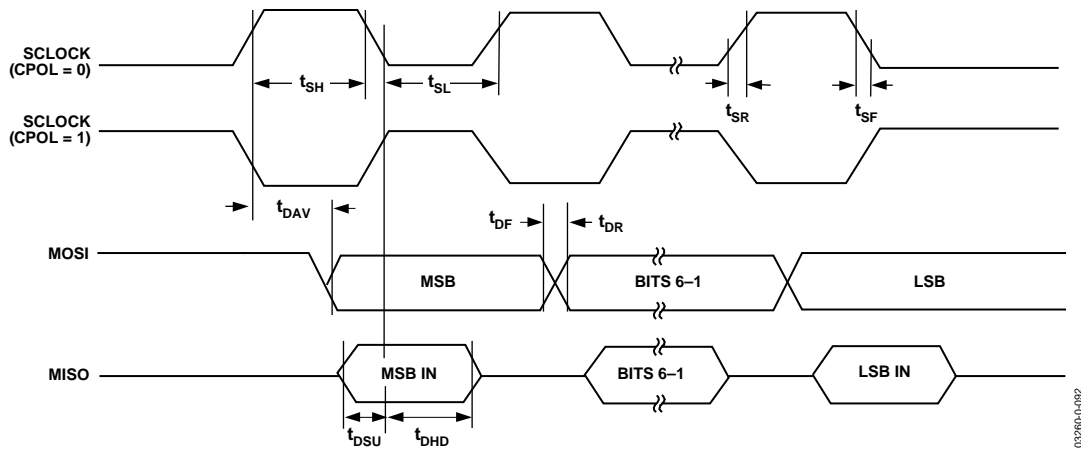 SCLOCK
(CPOL = 0)
tSH
tSL
tSR
tSF
SCLOCK
(CPOL = 1)
tDAV
tDF
tDR
MOSI
MSB
BITS 6–1
LSB
MISO
MSB IN
BITS 6–1
LSB IN
tDSU
tDHD
03260-0-092